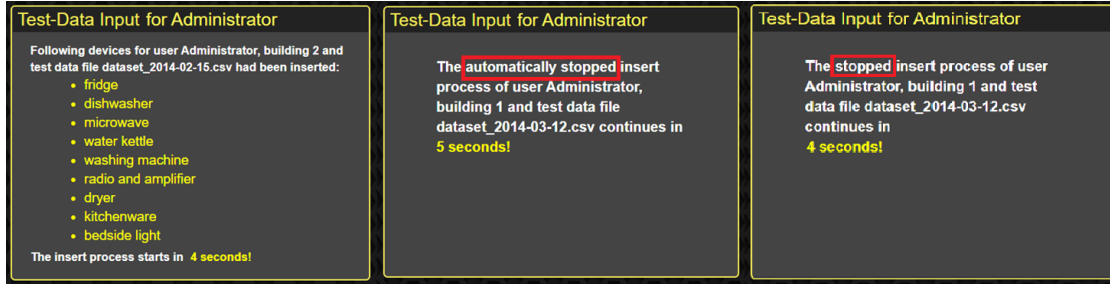 Test-Data Input for Administrator
Following devices for user Administrator, building 2 and
test data file dataset_2014-02-15.csv had been inserted:
• fridge
• dishwasher
• microwave
• water kettle
• washing machine
• radio and amplifier
• dryer
• kitchenware
• bedside light
The insert process starts in 4 seconds!
Test-Data Input for Administrator
The automatically stopped insert
process of user Administrator,
building 1 and test data file
dataset_2014-03-12.csv continues in
5 seconds!
Test-Data Input for Administrator
The stopped insert process of user
Administrator, building 1 and test
data file dataset_2014-03-12.csv
continues in
4 seconds!